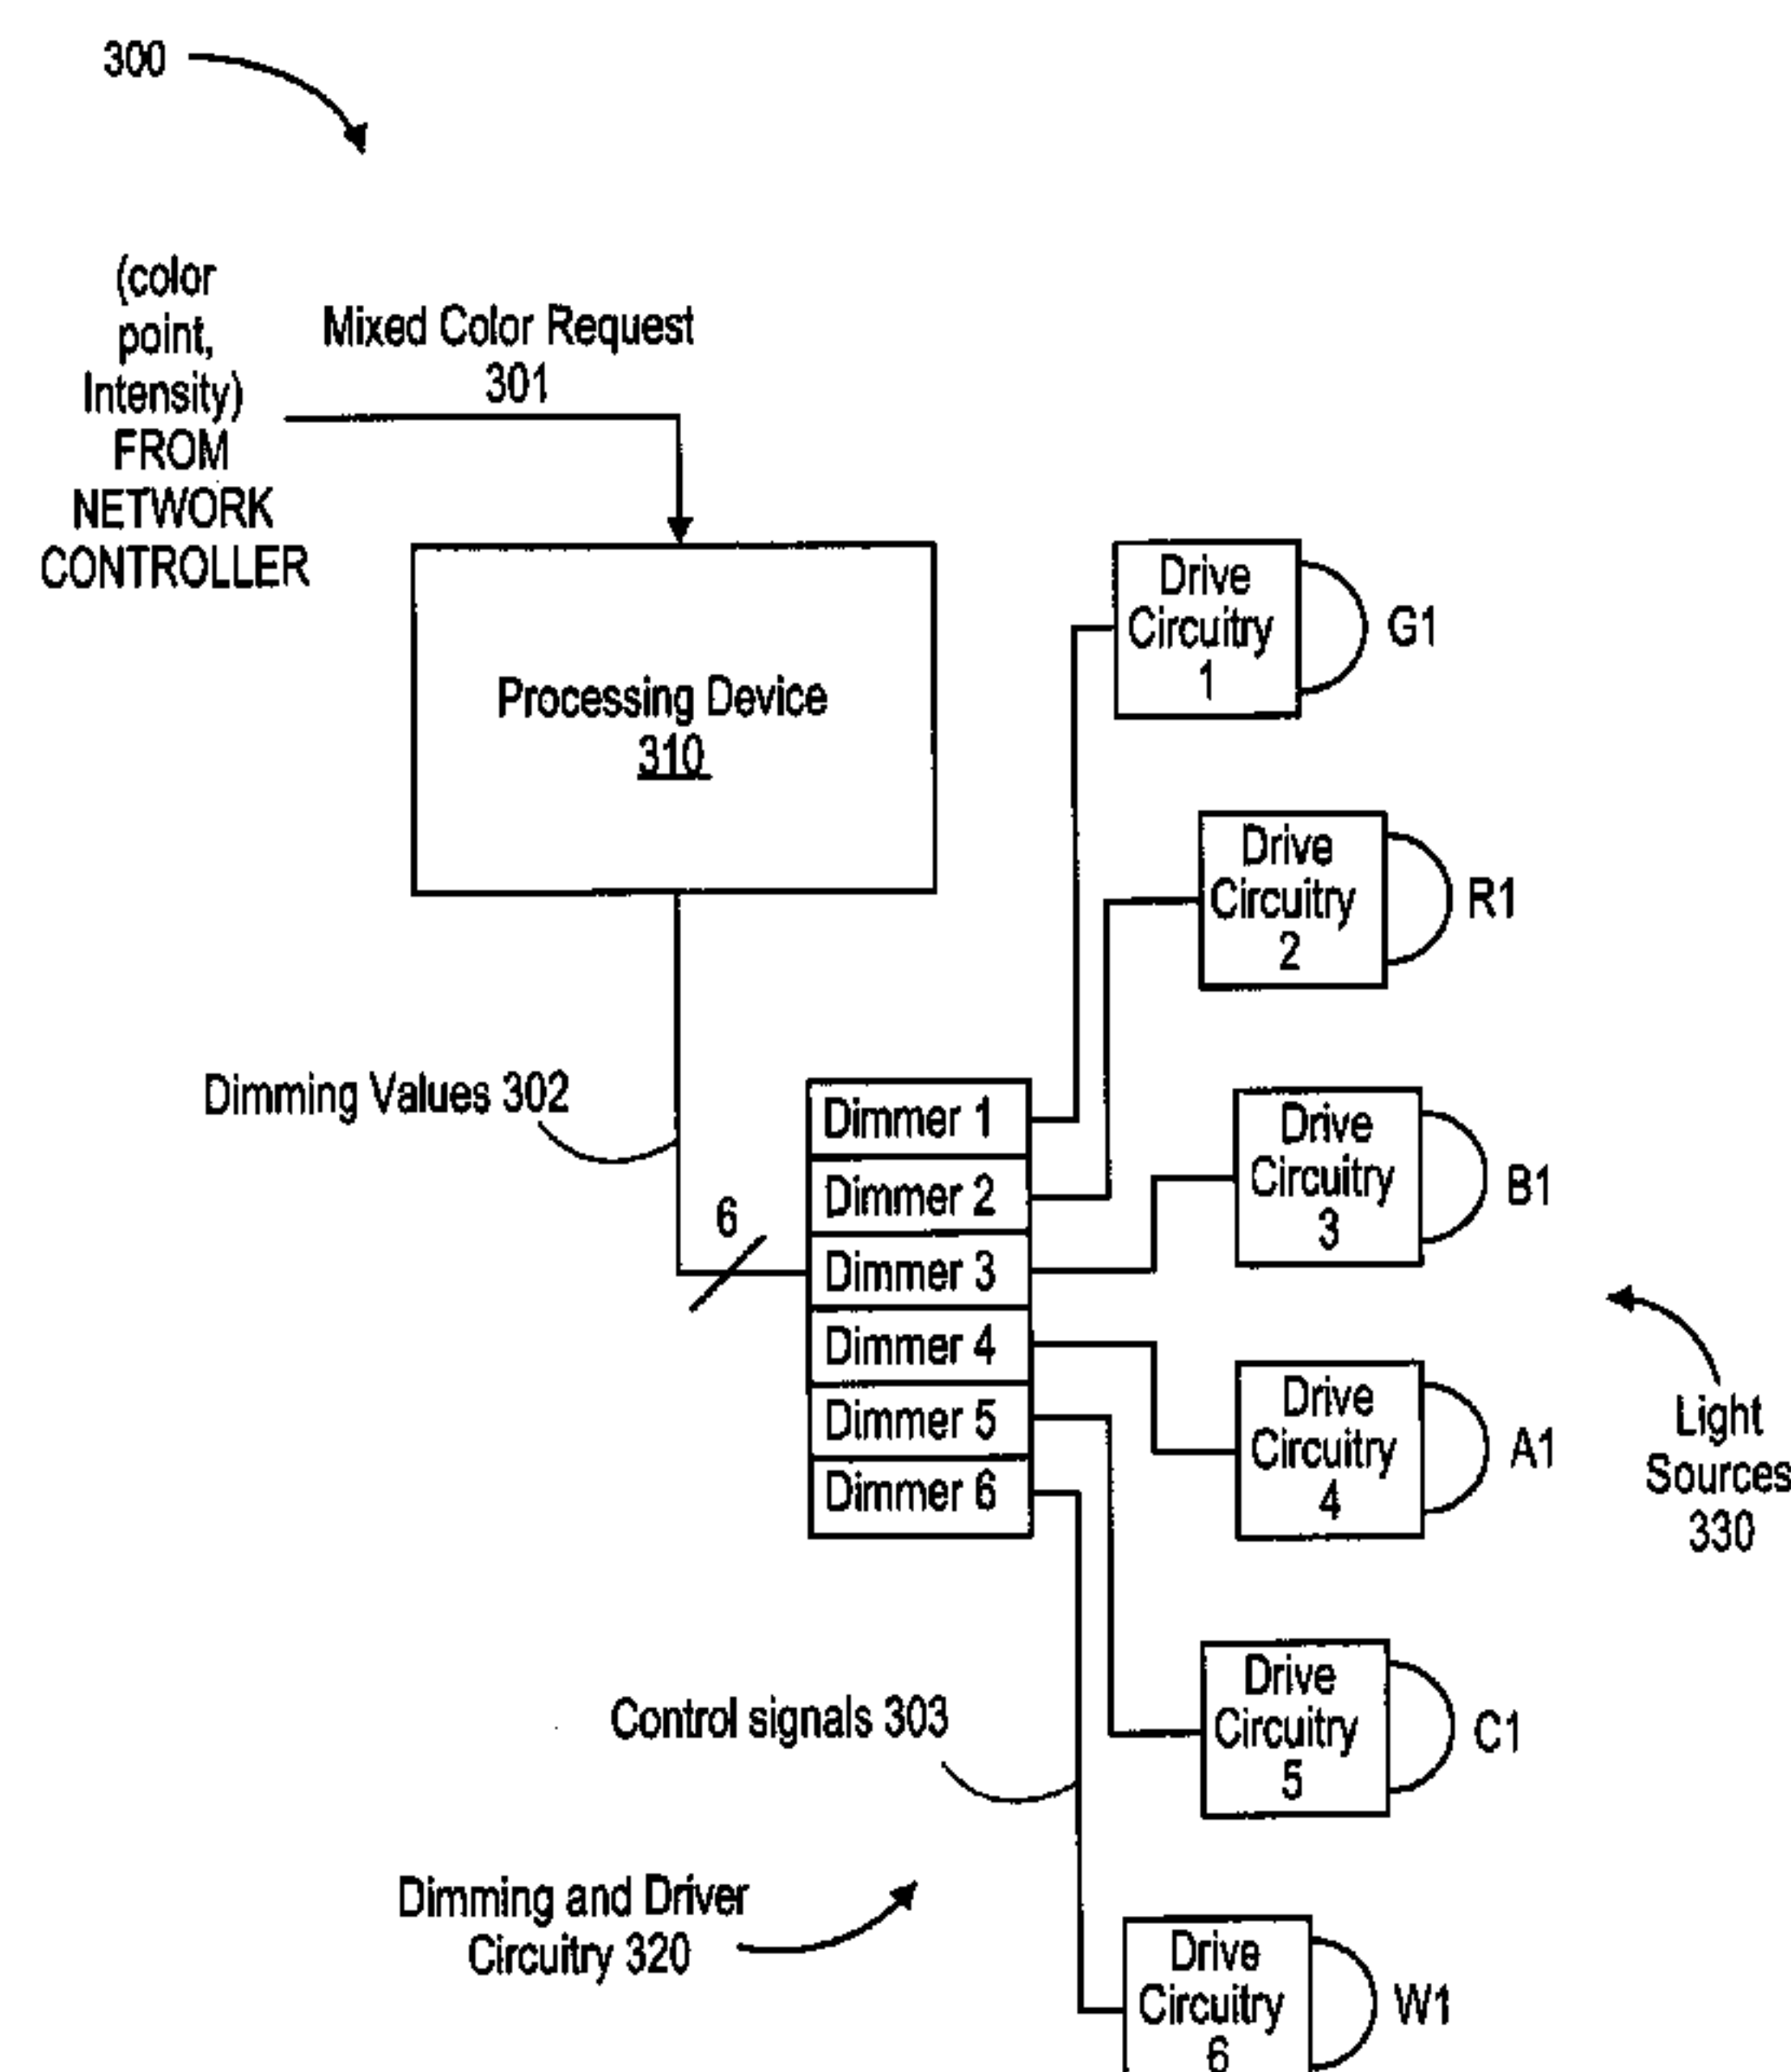 300
(color
point,
Intensity)
FROM
NETWORK
CONTROLLER
Mixed Color Request
301
Processing Device
310
Drive
Circuitry
1
G1
Drive
Circuitry
2
R1
Dimming Values 302
6
Dimmer 1
Dimmer 2
Dimmer 3
Dimmer 4
Dimmer 5
Dimmer 6
Drive
Circuitry
3
B1
Drive
Circuitry
4
A1
Light
Sources
330
Control signals 303
Drive
Circuitry
5
C1
Dimming and Driver
Circuitry 320
Drive
Circuitry
6
W1